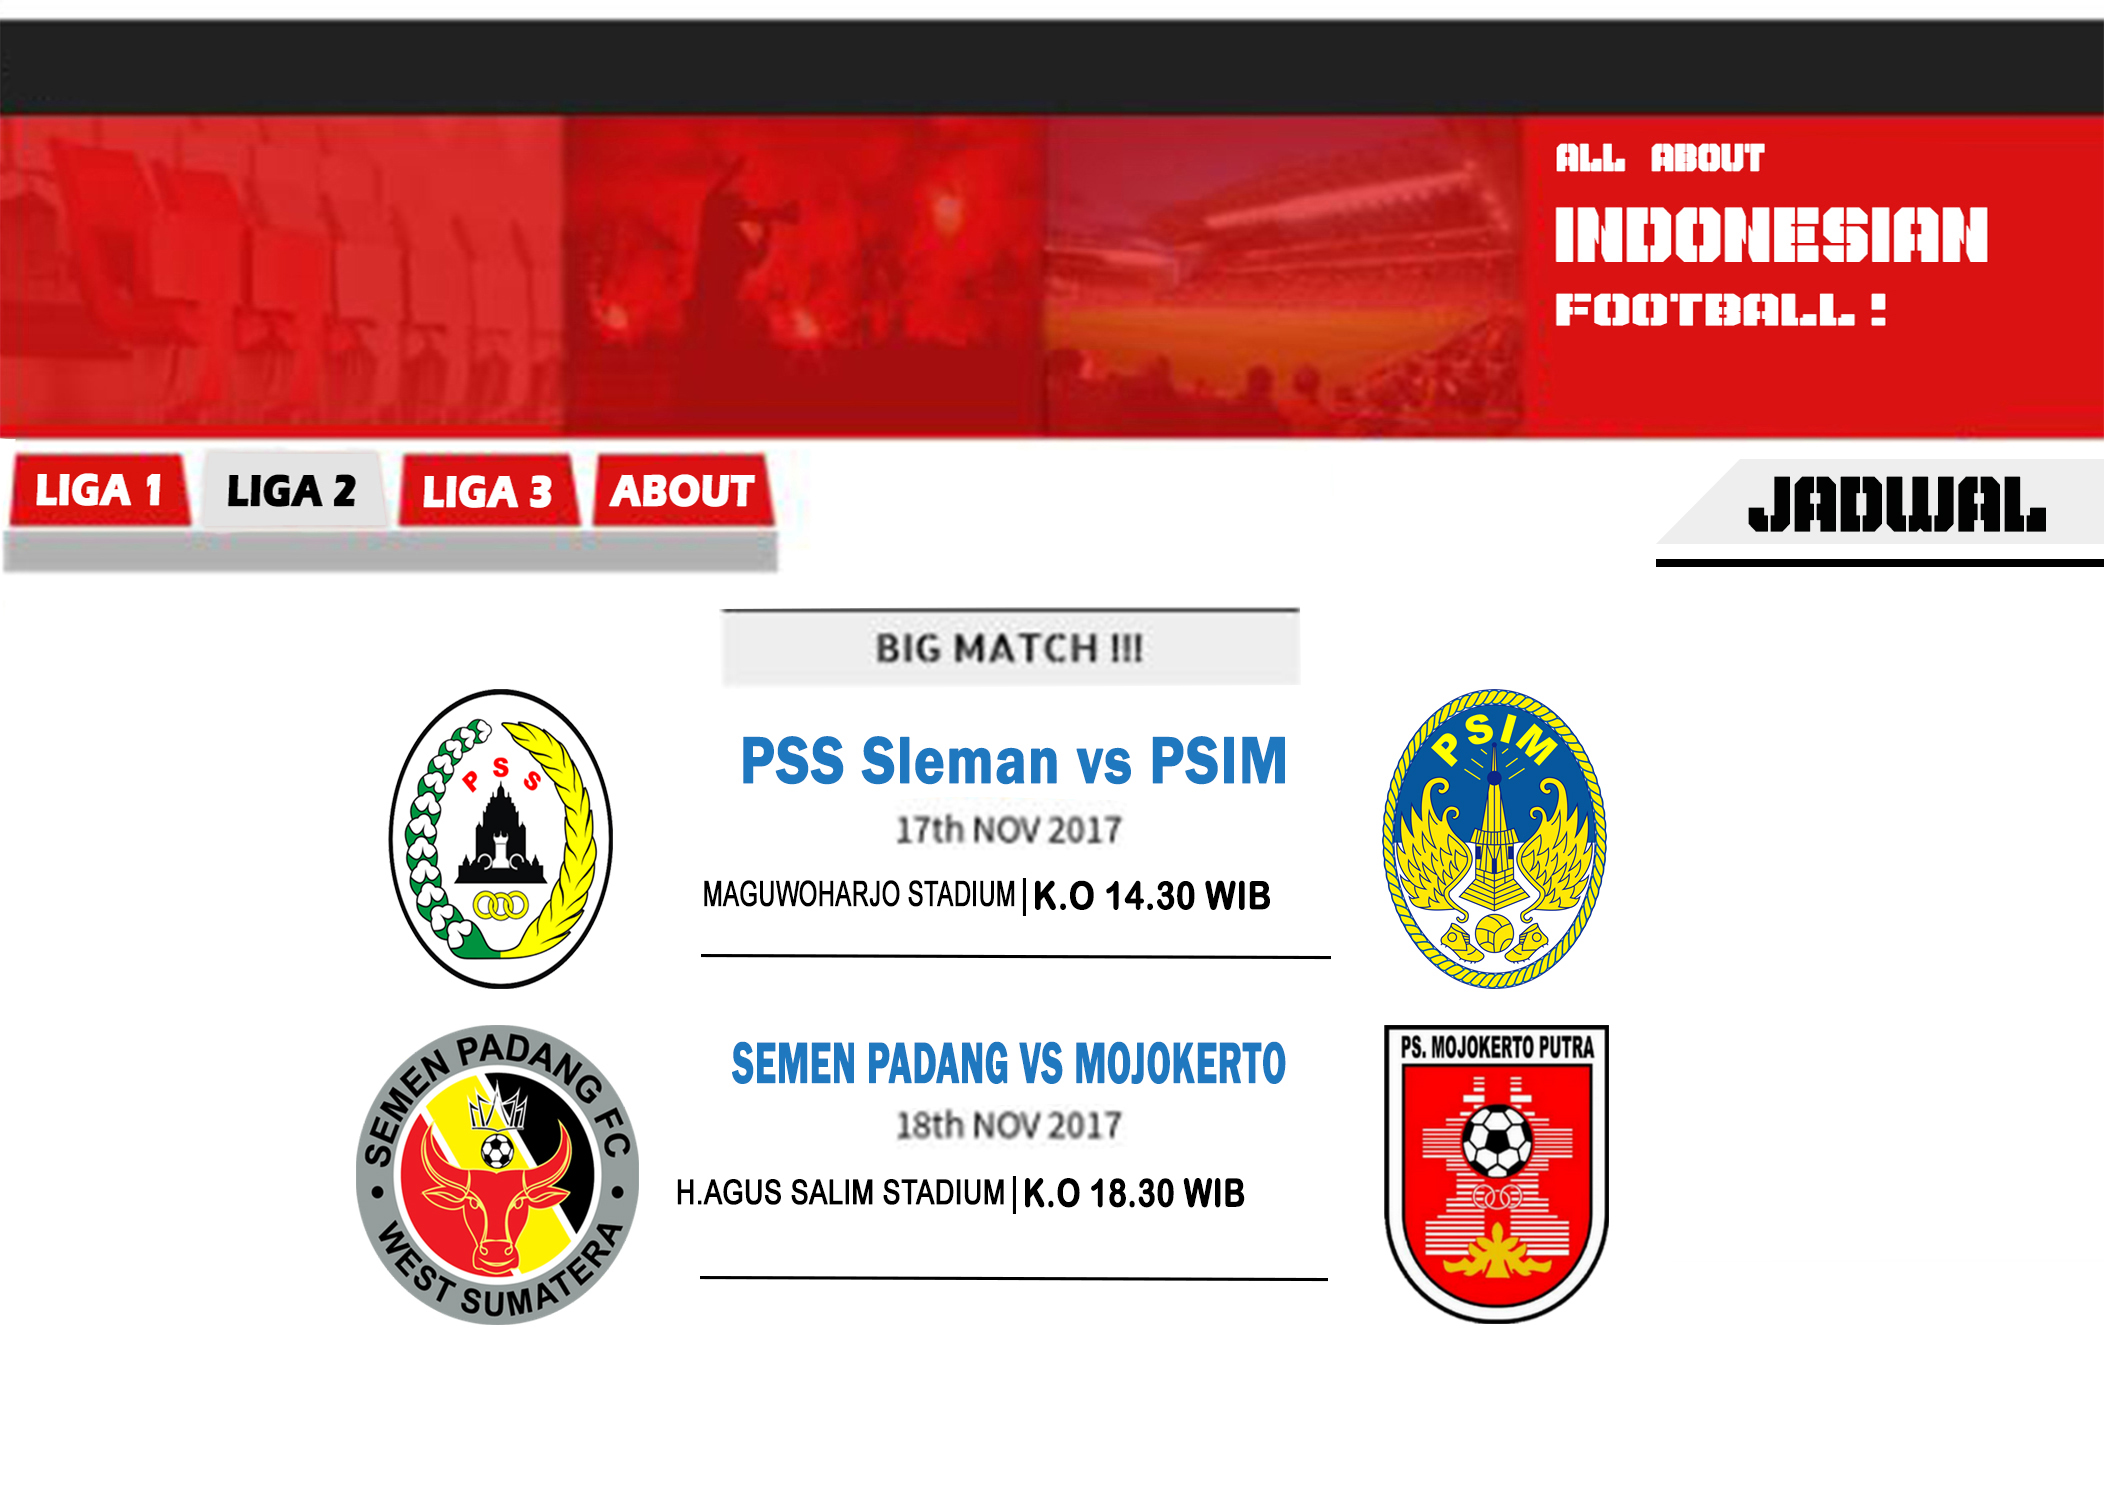 ALL ABOUT
INDONESIAN
FOOTBALL !
LIGA 1
LIGA 2
LIGA 3
ABOUT
JADWAL
BIG MATCH !!!
PSS
PSS Sleman vs PSIM
17th NOV 2017
MAGUWOHARJO STADIUM|K.O 14.30 WIB
PSIM
SEMEN PADANG FC
WEST SUMATERA
SEMEN PADANG VS MOJOKERTO
18th NOV 2017
H.AGUS SALIM STADIUM|K.O 18.30 WIB
PS. MOJOKERTO PUTRA